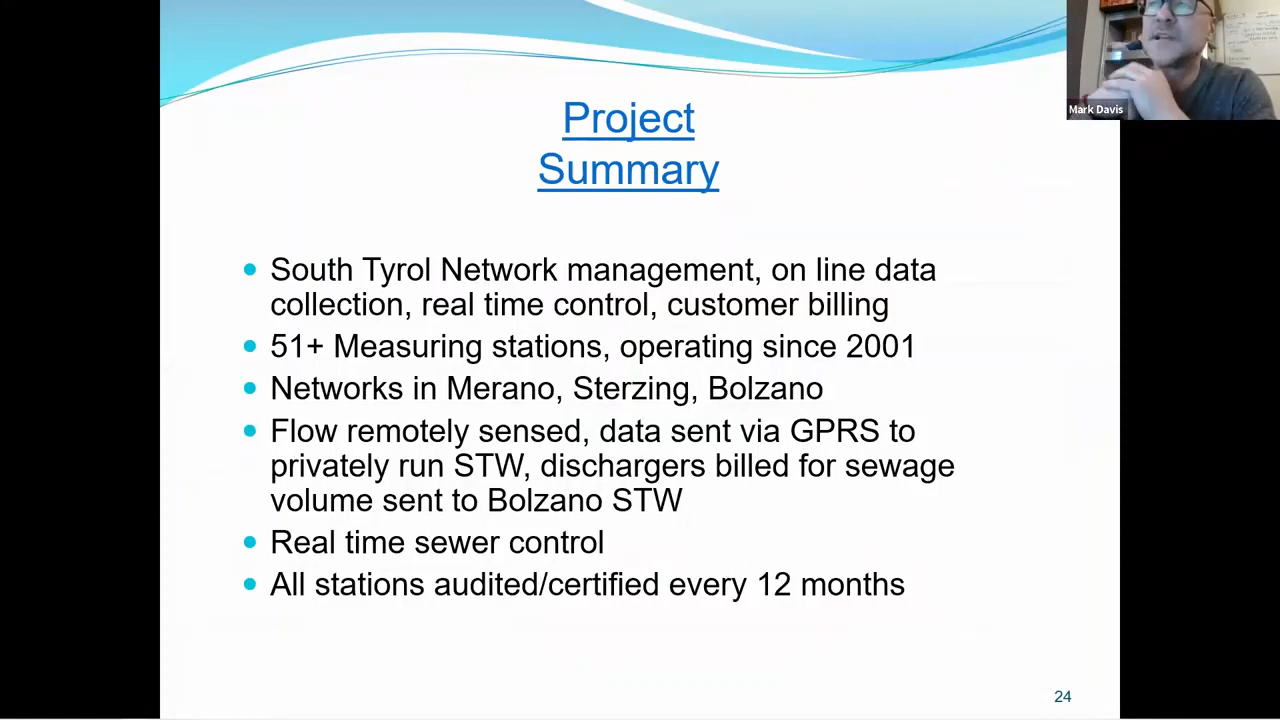 Mark Davis
Project
Summary
South Tyrol Network management, on line data
collection, real time control, customer billing
51+ Measuring stations, operating since 2001
Networks in Merano, Sterzing, Bolzano
Flow remotely sensed, data sent via GPRS to
privately run STW, dischargers billed for sewage
volume sent to Bolzano STW
Real time sewer control
All stations audited/certified every 12 months
24